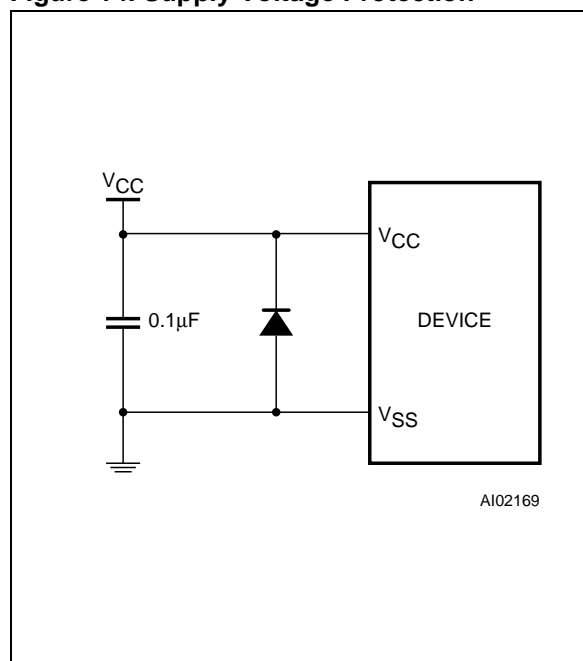 Figure 14. Supply Voltage Protection
VCC
VCC
0.1µF
DEVICE
VSS
AI02169